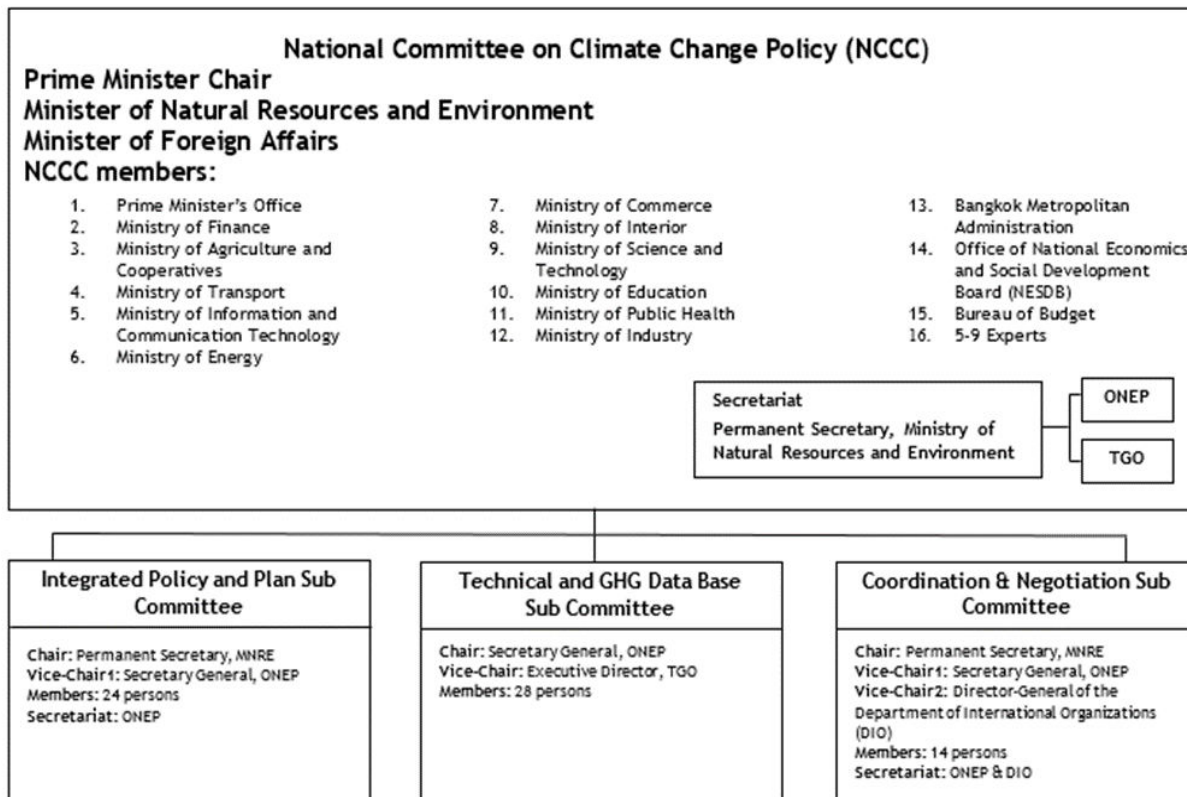 National Committee on Climate Change Policy (NCCC)
Prime Minister Chair
Minister of Natural Resources and Environment
Minister of Foreign Affairs
NCCC members:
1. Prime Minister's Office
2. Ministry of Finance
3. Ministry of Agriculture and
Cooperatives
4. Ministry of Transport
5. Ministry of Information and
Communication Technology
6. Ministry of Energy
7. Ministry of Commerce
8. Ministry of Interior
9. Ministry of Science and
Technology
10. Ministry of Education
11. Ministry of Public Health
12. Ministry of Industry
13. Bangkok Metropolitan
Administration
14. Office of National Economics
and Social Development
Board (NESDB)
15. Bureau of Budget
16. 5-9 Experts
Secretariat
Permanent Secretary, Ministry of
Natural Resources and Environment
ONEP
TGO
Integrated Policy and Plan Sub
Committee
Chair: Permanent Secretary, MNRE
Vice-Chair1: Secretary General, ONEP
Members: 24 persons
Secretariat: ONEP
Technical and GHG Data Base
Sub Committee
Chair: Secretary General, ONEP
Vice-Chair: Executive Director, TGO
Members: 28 persons
Coordination & Negotiation Sub
Committee
Chair: Permanent Secretary, MNRE
Vice-Chair1: Secretary General, ONEP
Vice-Chair2: Director-General of the
Department of International Organizations
(DIO)
Members: 14 persons
Secretariat: ONEP & DIO